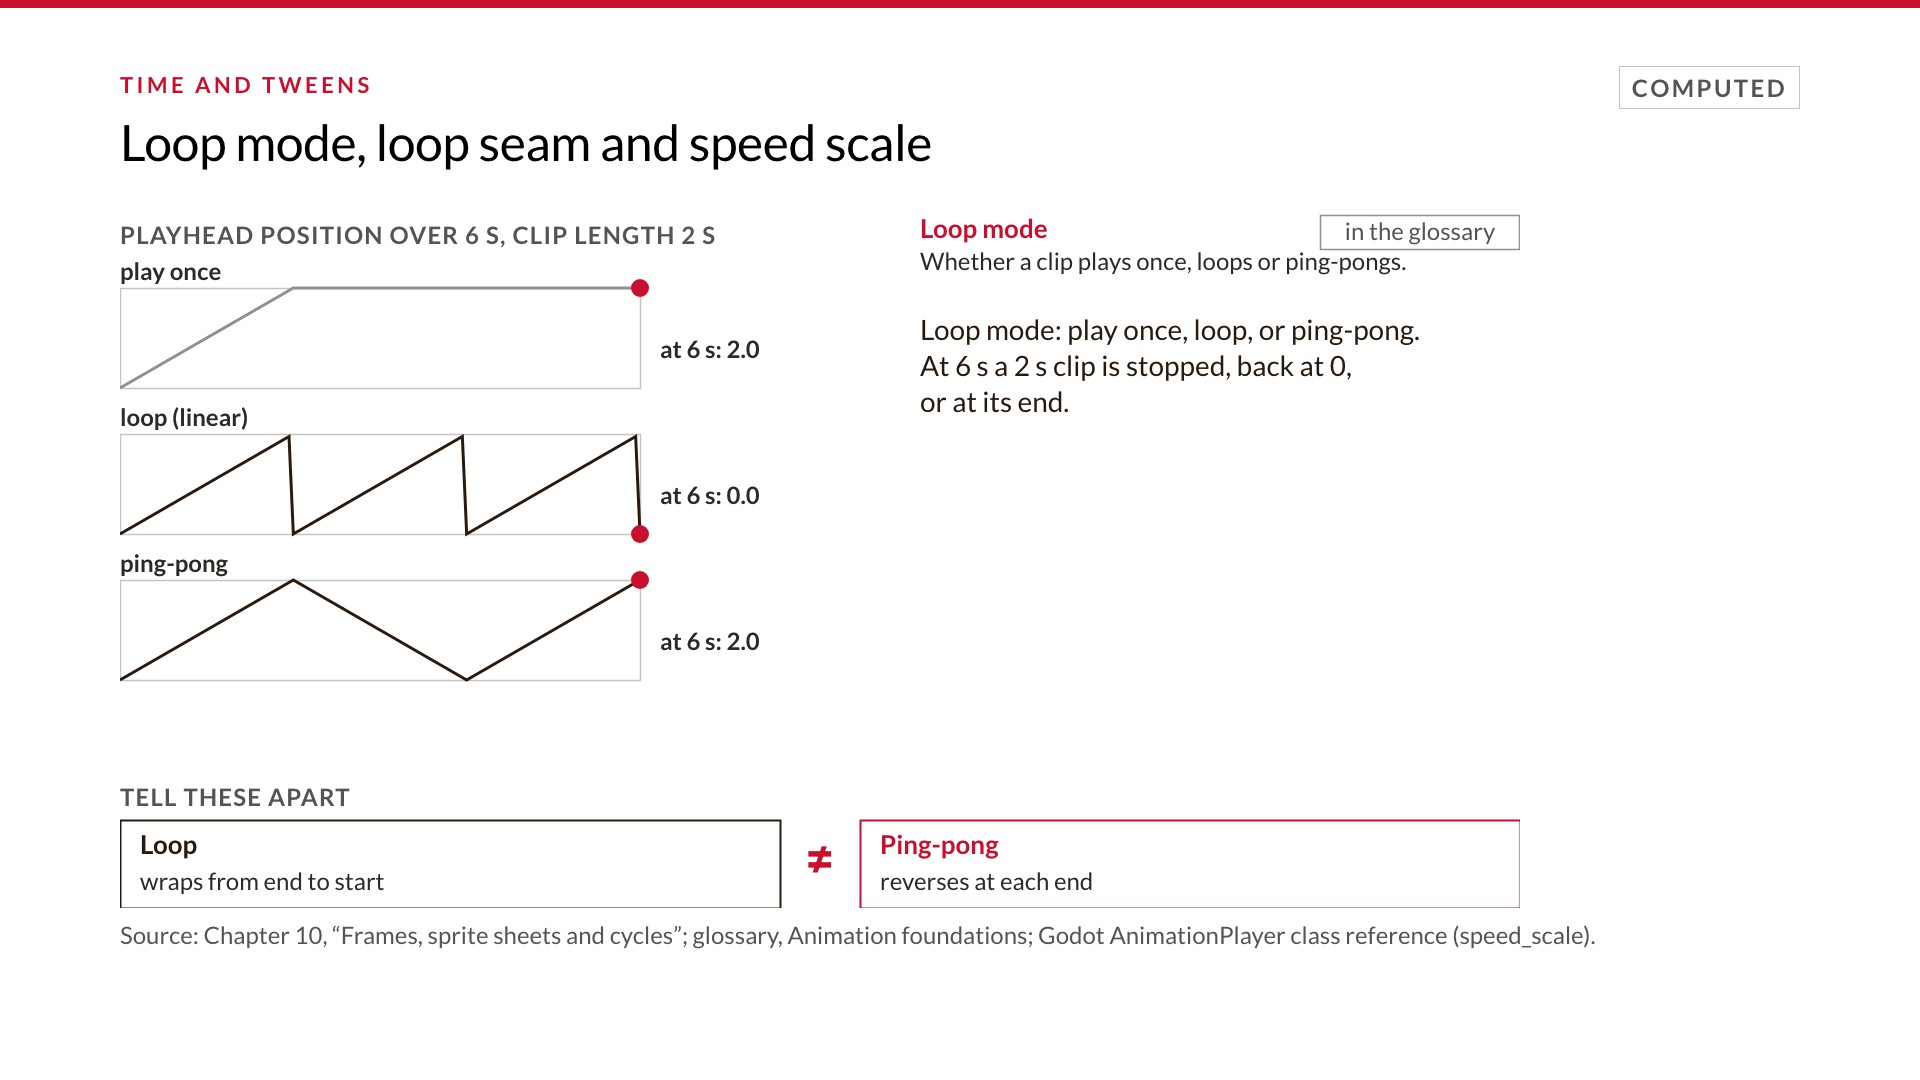 TIME AND TWEENS
COMPUTED
Loop mode, loop seam and speed scale
PLAYHEAD POSITION OVER 6 S, CLIP LENGTH 2 S
play once
at 6 s: 2.0
loop (linear)
at 6 s: 0.0
ping-pong
at 6 s: 2.0
Loop mode
in the glossary
Whether a clip plays once, loops or ping-pongs.
Loop mode: play once, loop, or ping-pong.
At 6 s a 2 s clip is stopped, back at 0,
or at its end.
TELL THESE APART
Loop
wraps from end to start
≠
Ping-pong
reverses at each end
Source: Chapter 10, “Frames, sprite sheets and cycles”; glossary, Animation foundations; Godot AnimationPlayer class reference (speed_scale).